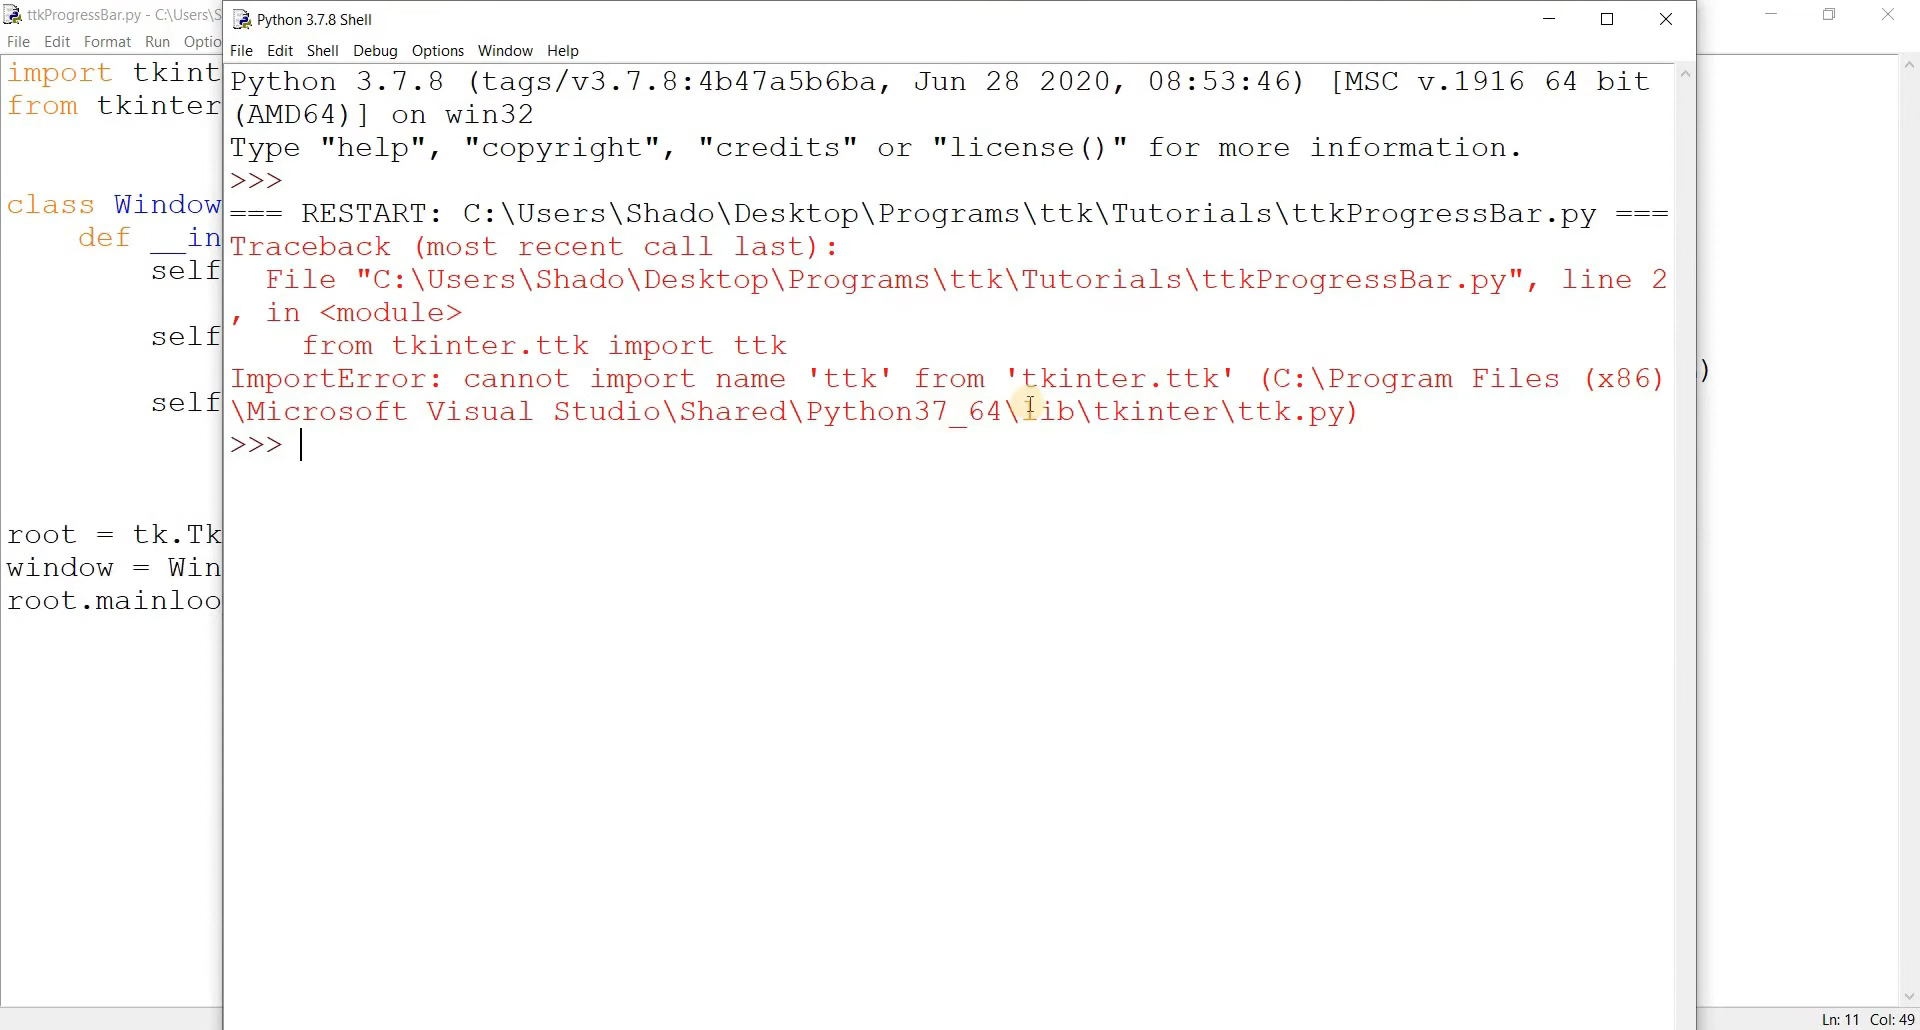 ttkProgressBar.py - C:\Users\S
File Edit Format Run Optio
import tkint
from tkinter
class Window
def __in
self
self
self
root = tk.Tk
window = Win
root.mainloo
Python 3.7.8 Shell
File Edit Shell Debug Options Window Help
Python 3.7.8 (tags/v3.7.8:4b47a5b6ba, Jun 28 2020, 08:53:46) [MSC v.1916 64 bit
(AMD64)] on win32
Type "help", "copyright", "credits" or "license()" for more information.
>>>
=== RESTART: C:\Users\Shado\Desktop\Programs\ttk\Tutorials\ttkProgressBar.py ===
Traceback (most recent call last):
File "C:\Users\Shado\Desktop\Programs\ttk\Tutorials\ttkProgressBar.py", line 2
, in <module>
from tkinter.ttk import ttk
ImportError: cannot import name 'ttk' from 'tkinter.ttk' (C:\Program Files (x86)
\Microsoft Visual Studio\Shared\Python37_64\lib\tkinter\ttk.py)
>>>
)
Ln: 11 Col: 49